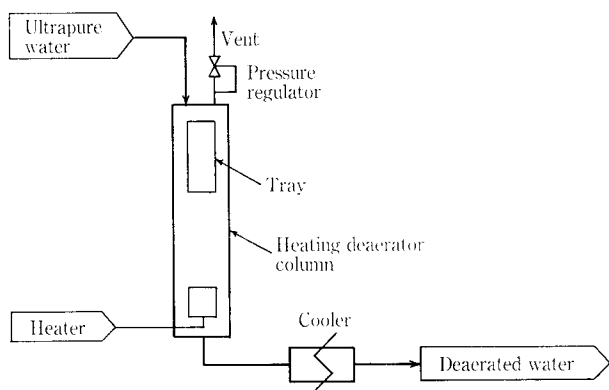 Ultrapure
water
Vent
Pressure
regulator
Tray
Heating deaerator
column
Heater
Cooler
Deaerated water